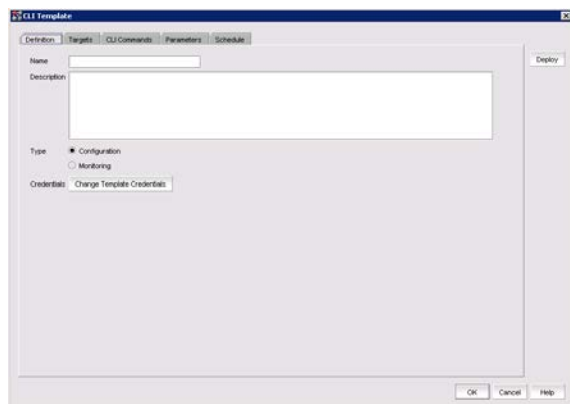 CLI Template
Definition Targets CLI Commands Parameters Schedule
Name
Deploy
Description
Type Configuration
Monitoring
Credentials Change Template Credentials
OK Cancel Help